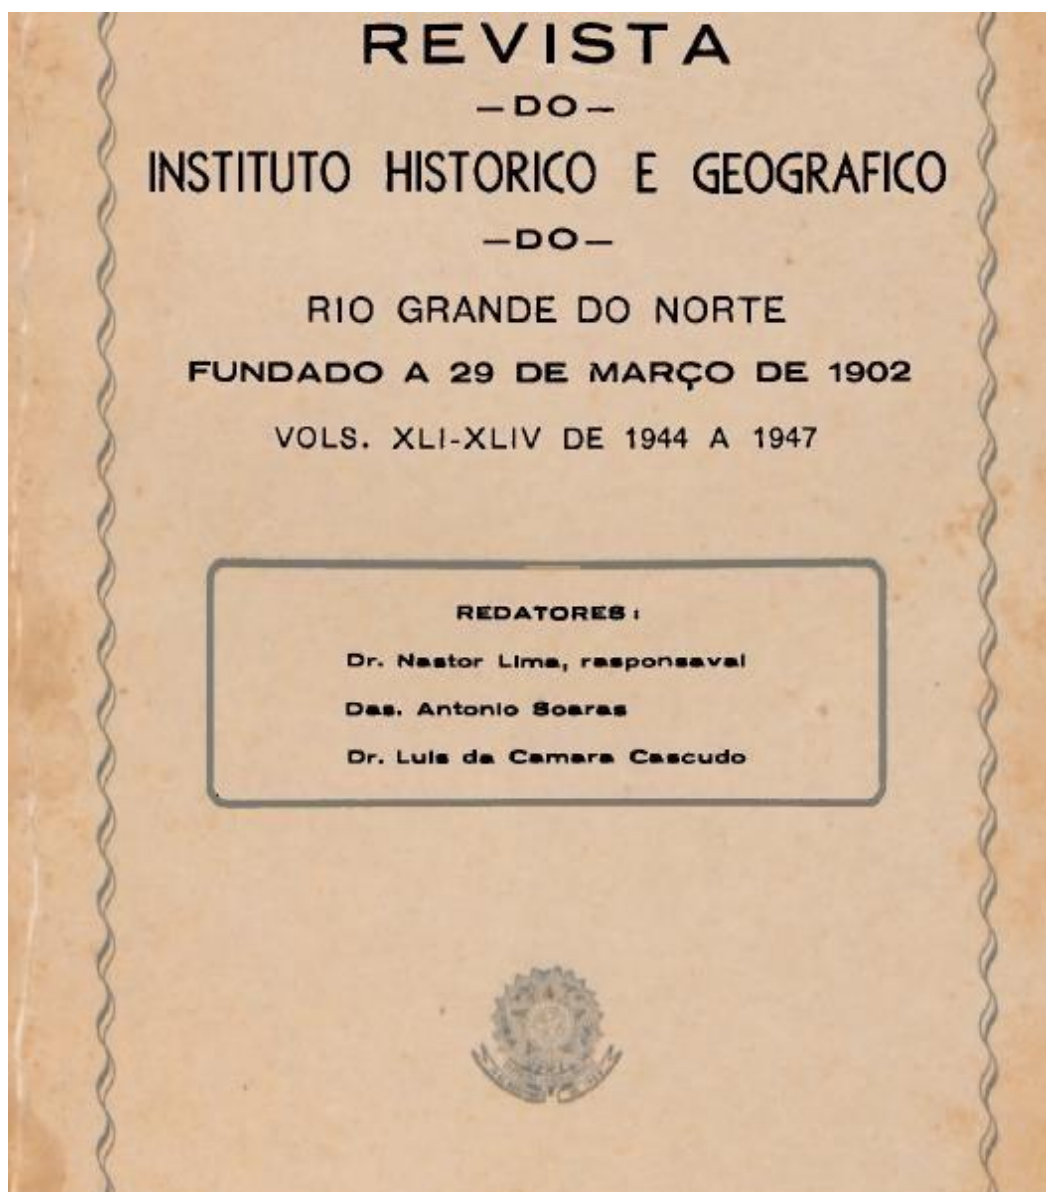 REVISTA
—DO—
INSTITUTO HISTORICO E GEOGRAFICO
—DO—
RIO GRANDE DO NORTE
FUNDADO A 29 DE MARÇO DE 1902
VOLS. XLI-XLIV DE 1944 A 1947
REDATORES:
Dr. Nestor Lima, responsavel
Des. Antonio Soares
Dr. Luis da Camara Cascudo